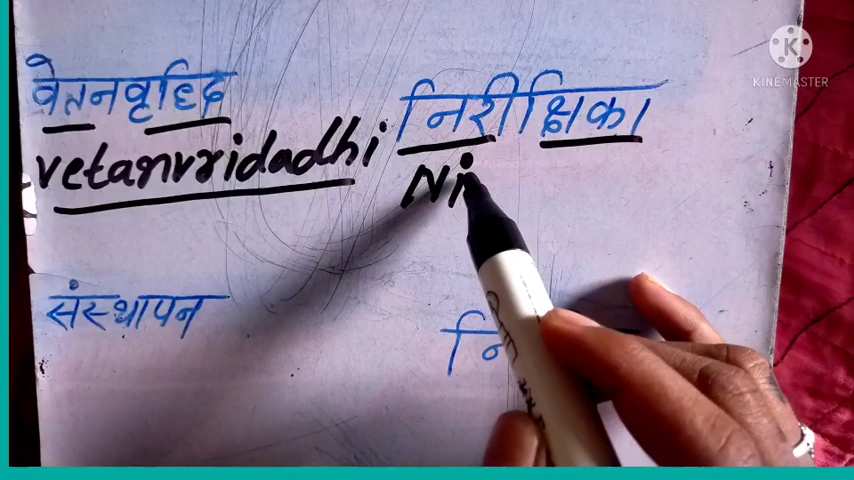 वेतनवृद्दि
निरीक्षिका
vetanvridadhi
Ni
संस्थापन
KINEMASTER